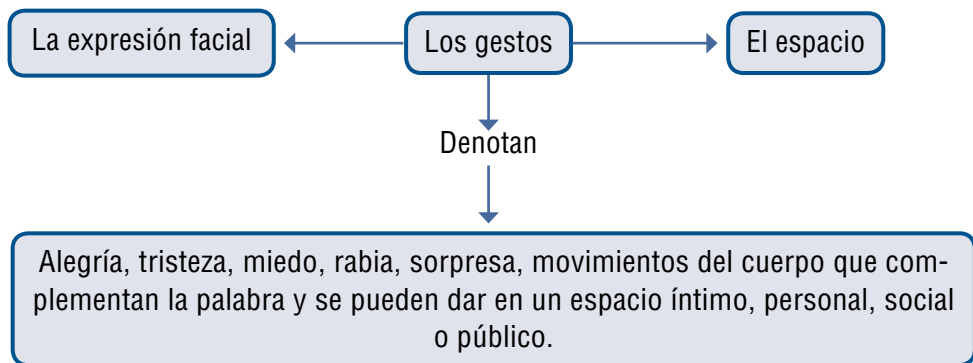 La expresión facial
Los gestos
El espacio
Denotan
Alegría, tristeza, miedo, rabia, sorpresa, movimientos del cuerpo que com-
plementan la palabra y se pueden dar en un espacio íntimo, personal, social
o público.